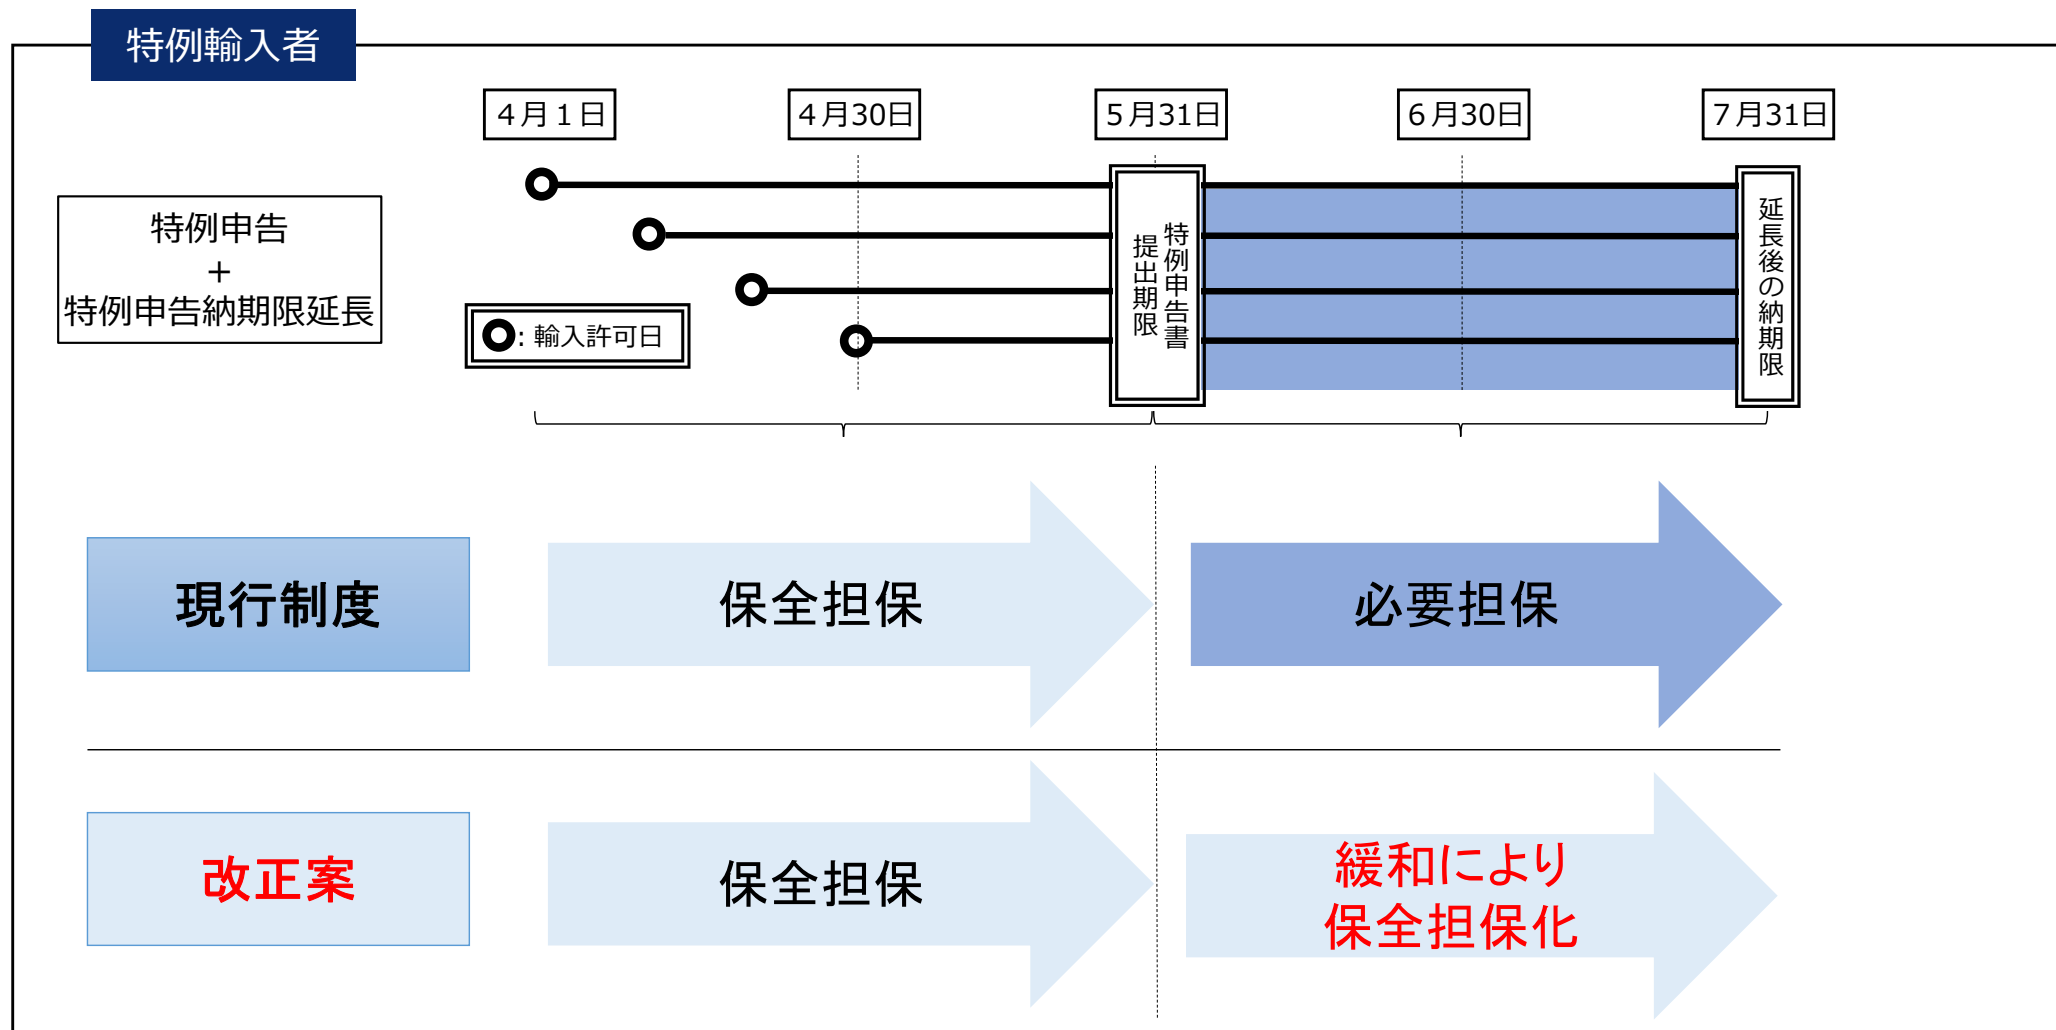 特例輸入者
４月１日
４月30日
５月31日
６月30日
７月31日
特例申告
＋
特例申告納期限延長
：輸入許可日
特例申告書
提出期限
延長後の納期限
現行制度
保全担保
必要担保
改正案
保全担保
緩和により
保全担保化